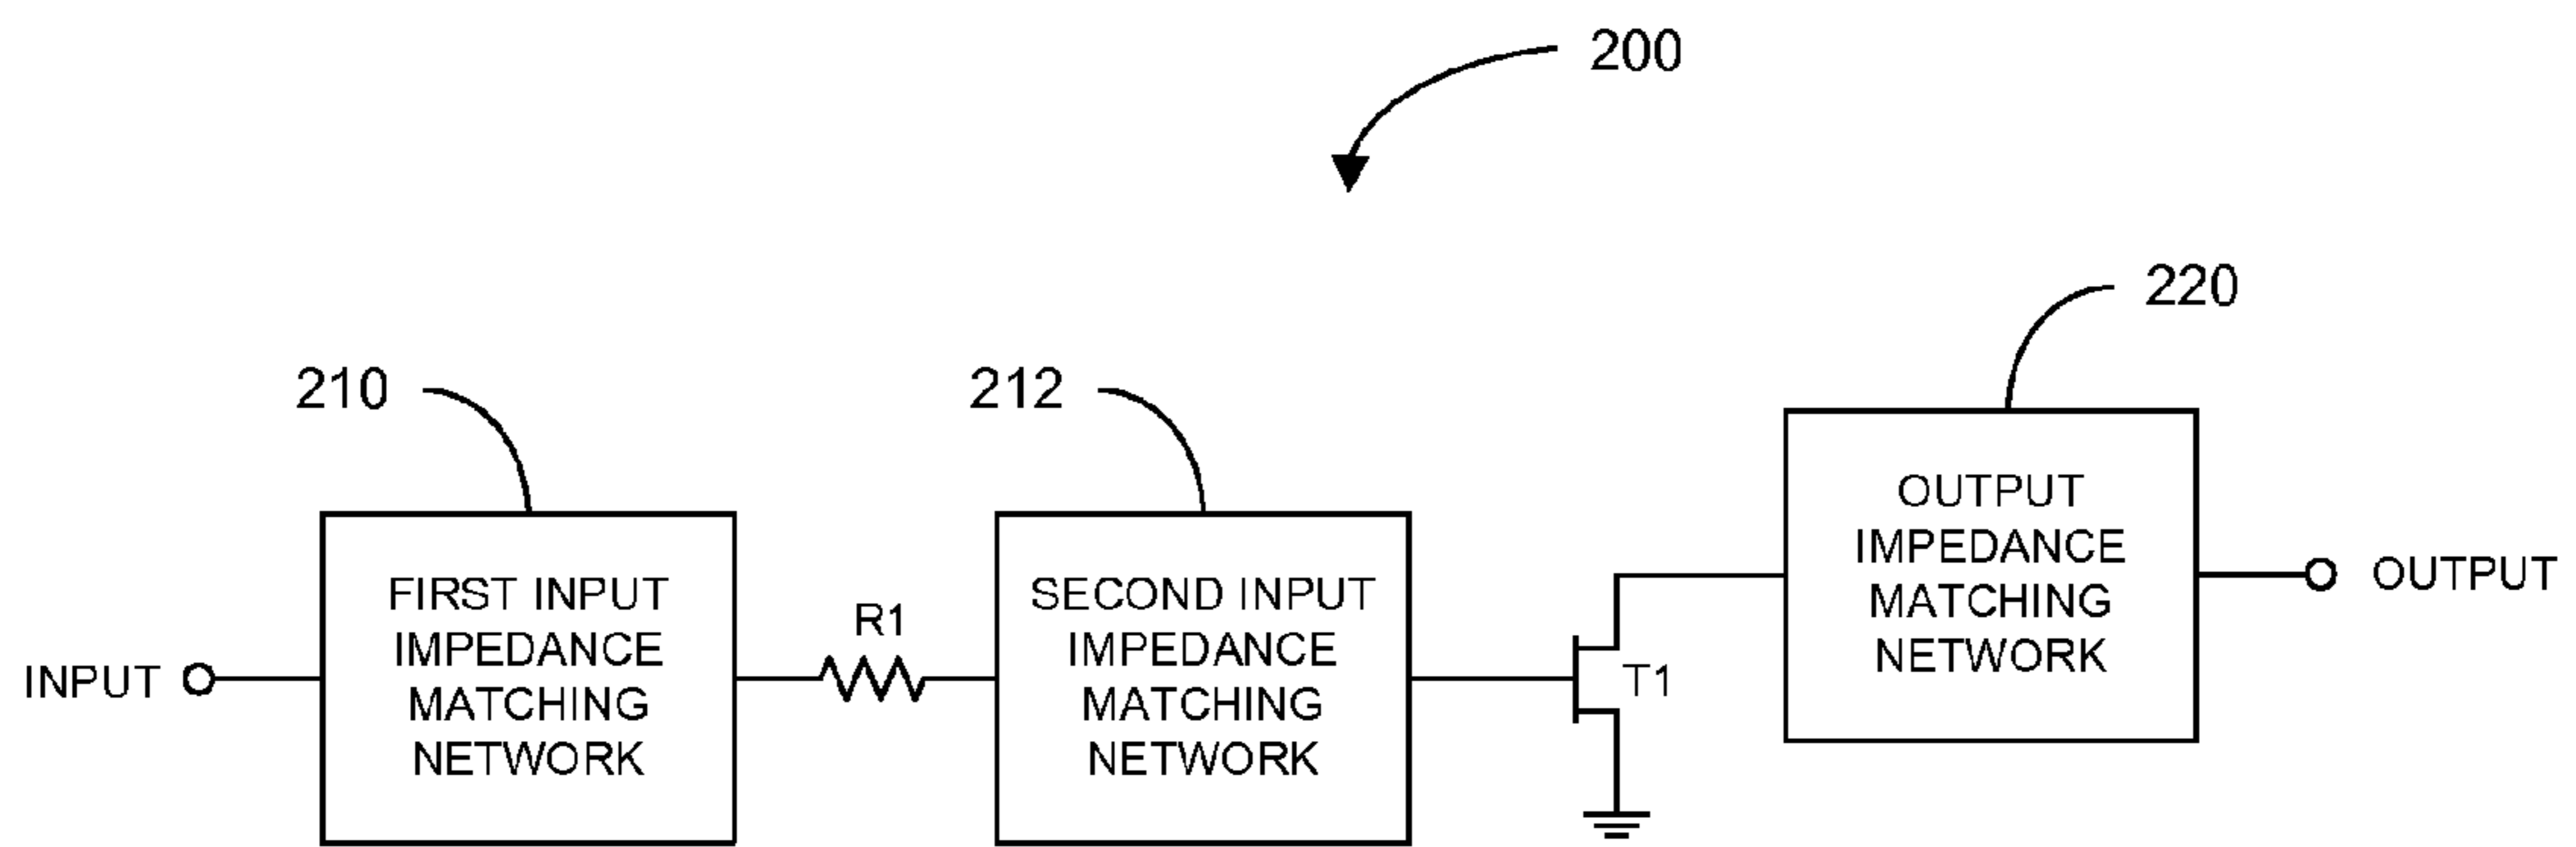 200
220
210
212
OUTPUT
IMPEDANCE
MATCHING
NETWORK
OUTPUT
FIRST INPUT
IMPEDANCE
MATCHING
NETWORK
R1
SECOND INPUT
IMPEDANCE
MATCHING
NETWORK
INPUT
T1